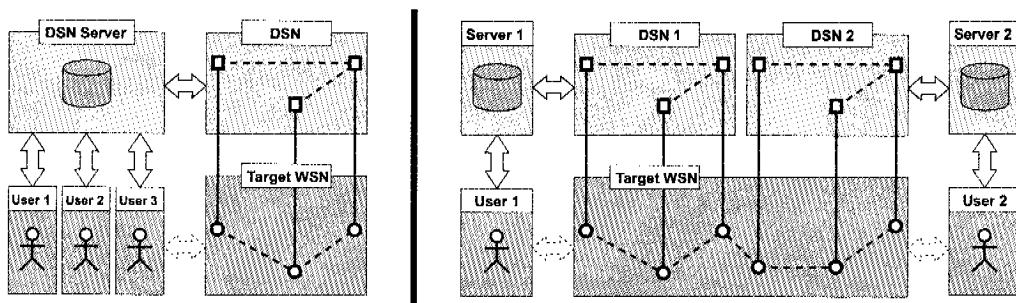 DSN Server
DSN
User 1
User 2
User 3
Target WSN
Server 1
DSN 1
DSN 2
Server 2
User 1
Target WSN
User 2